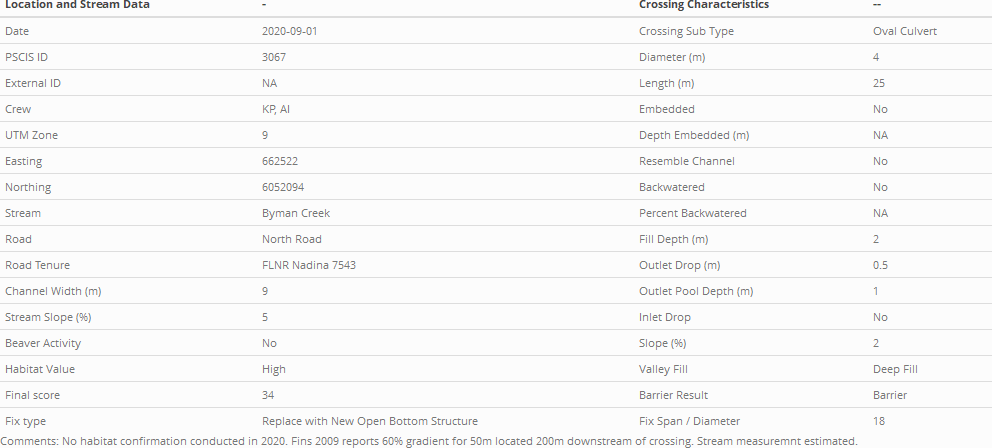 Location and Stream Data - Crossing Characteristics --
Date 2020-09-01 Crossing Sub Type Oval Culvert
PSCIS ID 3067 Diameter (m) 4
External ID NA Length (m) 25
Crew KP, AI Embedded No
UTM Zone 9 Depth Embedded (m) NA
Easting 662522 Resemble Channel No
Northing 6052094 Backwatered No
Stream Byman Creek Percent Backwatered NA
Road North Road Fill Depth (m) 2
Road Tenure FLNR Nadina 7543 Outlet Drop (m) 0.5
Channel Width (m) 9 Outlet Pool Depth (m) 1
Stream Slope (%) 5 Inlet Drop No
Beaver Activity No Slope (%) 2
Habitat Value High Valley Fill Deep Fill
Final score 34 Barrier Result Barrier
Fix type Replace with New Open Bottom Structure Fix Span / Diameter 18
Comments: No habitat confirmation conducted in 2020. Fins 2009 reports 60% gradient for 50m located 200m downstream of crossing. Stream measuremnt estimated.